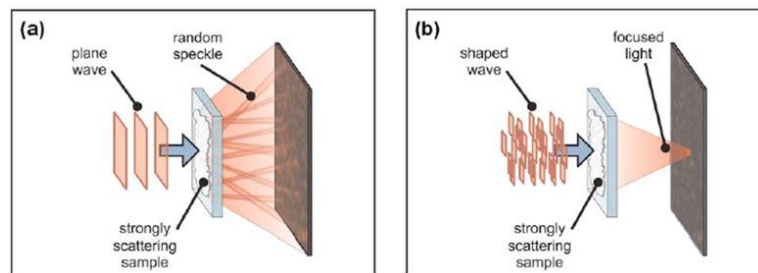 (a)
plane
wave
random
speckle
strongly
scattering
sample
(b)
shaped
wave
focused
light
strongly
scattering
sample